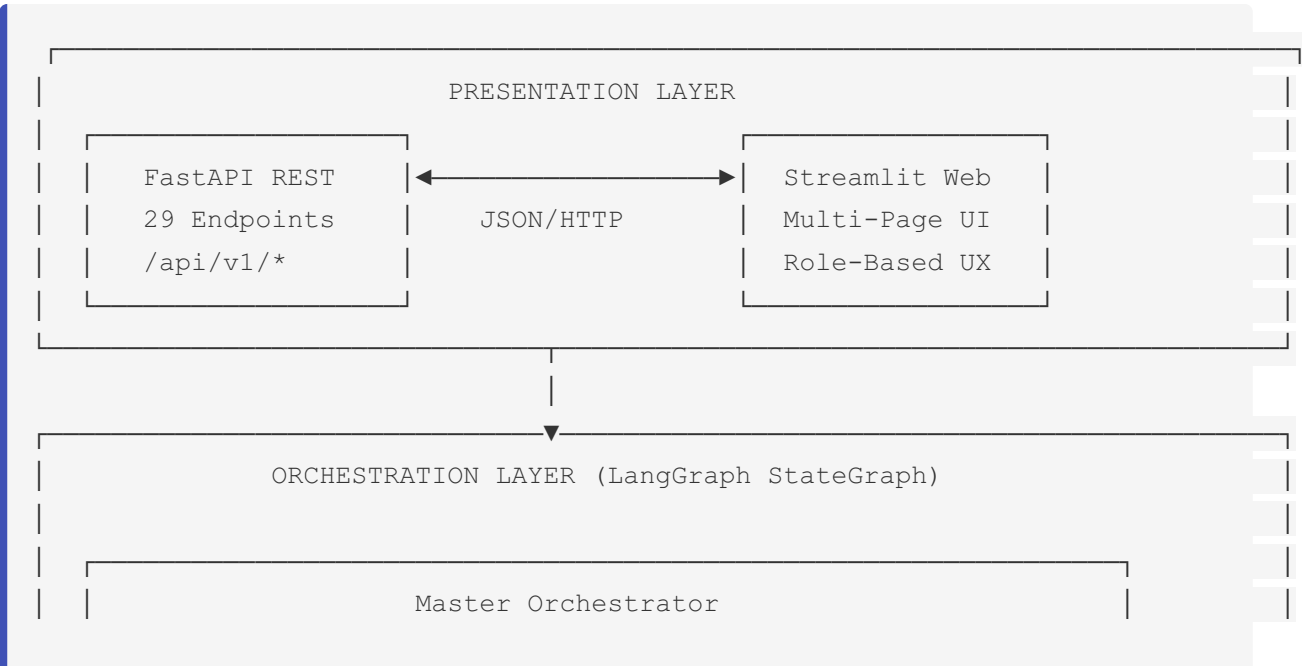 PRESENTATION LAYER
FastAPI REST Streamlit Web
29 Endpoints JSON/HTTP Multi-Page UI
/api/v1/* Role-Based UX
ORCHESTRATION LAYER (LangGraph StateGraph)
Master Orchestrator